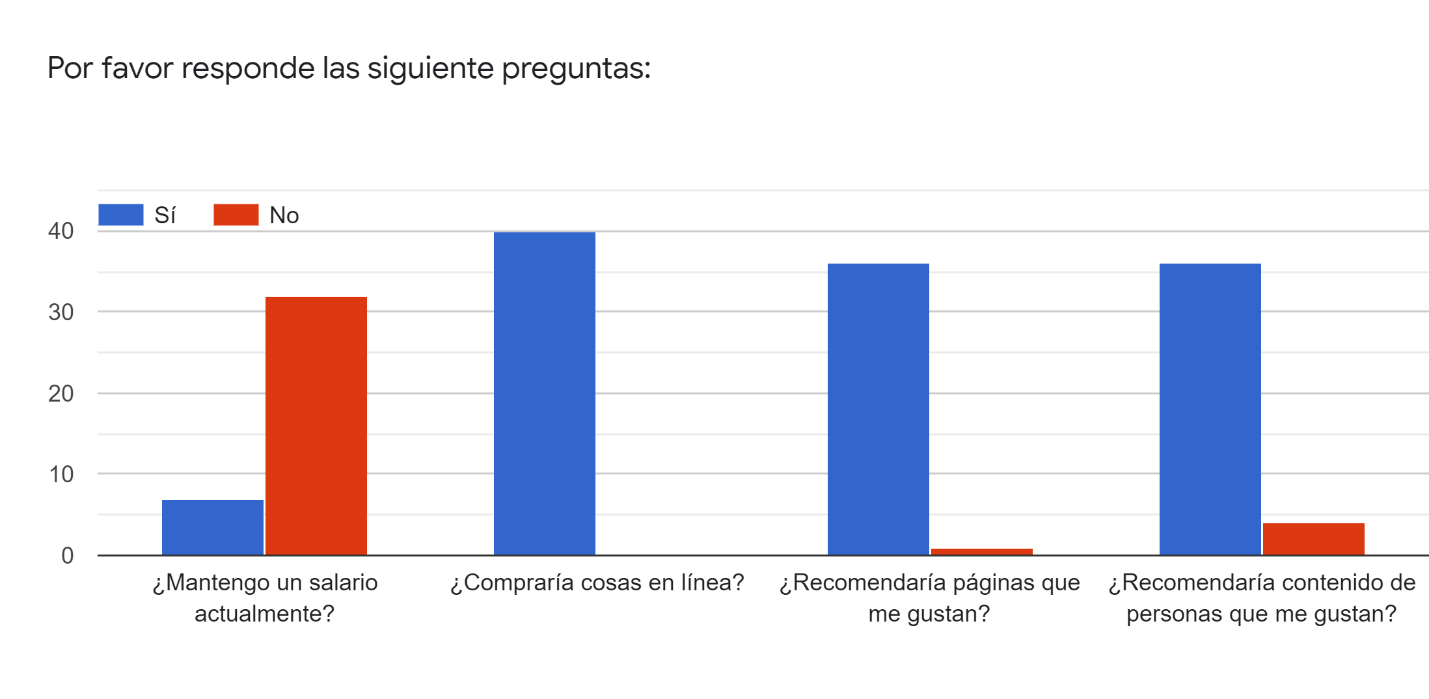 Por favor responde las siguiente preguntas:
Sí No
40
30
20
10
0
¿Mantengo un salario
actualmente?
¿Compraría cosas en línea?
¿Recomendaría páginas que
me gustan?
¿Recomendaría contenido de
personas que me gustan?